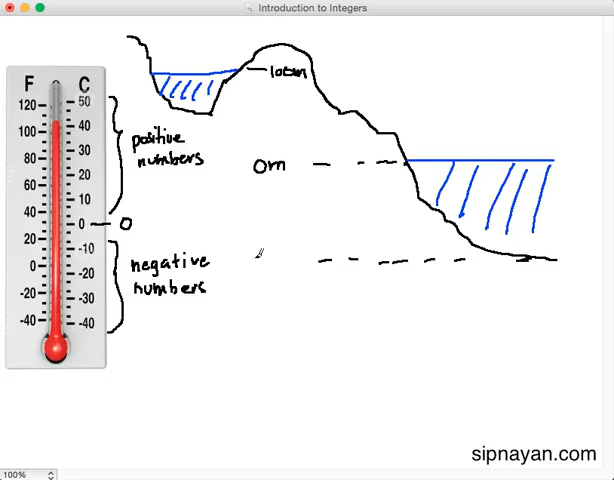 Introduction to Integers
F C
120 50
100 40
80 30
60 20
40 10
20 0
0 -10
-20 -20
-40 -30
-40
positive
numbers
0
negative
numbers
100m
0m
sipnayan.com
100%